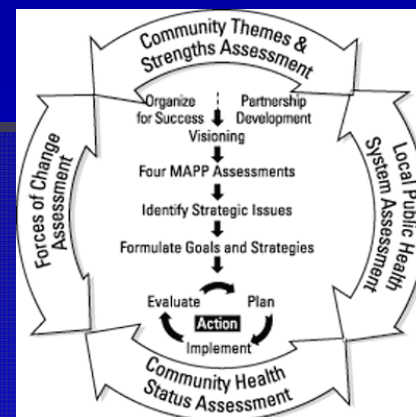 Community Themes &
Strengths Assessment
Organize
for Success
Partnership
Development
Visioning
Four MAPP Assessments
Identify Strategic Issues
Formulate Goals and Strategies
Evaluate
Plan
Action
Implement
Forces of Change
Assessment
Local Public Health
System Assessment
Community Health
Status Assessment